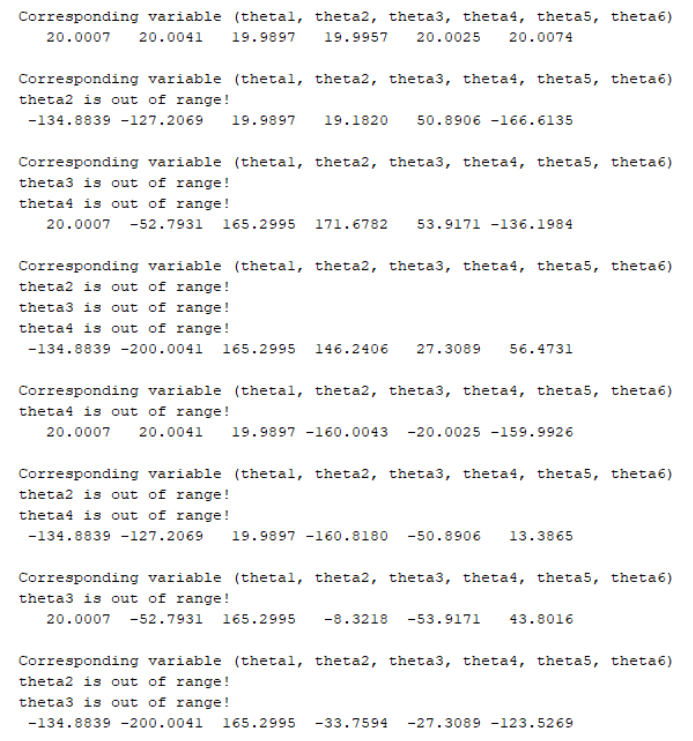 Corresponding variable (theta1, theta2, theta3, theta4, theta5, theta6)
20.0007 20.0041 19.9897 19.9957 20.0025 20.0074
Corresponding variable (theta1, theta2, theta3, theta4, theta5, theta6)
theta2 is out of range!
-134.8839 -127.2069 19.9897 19.1820 50.8906 -166.6135
Corresponding variable (theta1, theta2, theta3, theta4, theta5, theta6)
theta3 is out of range!
theta4 is out of range!
20.0007 -52.7931 165.2995 171.6782 53.9171 -136.1984
Corresponding variable (theta1, theta2, theta3, theta4, theta5, theta6)
theta2 is out of range!
theta3 is out of range!
theta4 is out of range!
-134.8839 -200.0041 165.2995 146.2406 27.3089 56.4731
Corresponding variable (theta1, theta2, theta3, theta4, theta5, theta6)
theta4 is out of range!
20.0007 20.0041 19.9897 -160.0043 -20.0025 -159.9926
Corresponding variable (theta1, theta2, theta3, theta4, theta5, theta6)
theta2 is out of range!
theta4 is out of range!
-134.8839 -127.2069 19.9897 -160.8180 -50.8906 13.3865
Corresponding variable (theta1, theta2, theta3, theta4, theta5, theta6)
theta3 is out of range!
20.0007 -52.7931 165.2995 -8.3218 -53.9171 43.8016
Corresponding variable (theta1, theta2, theta3, theta4, theta5, theta6)
theta2 is out of range!
theta3 is out of range!
-134.8839 -200.0041 165.2995 -33.7594 -27.3089 -123.5269